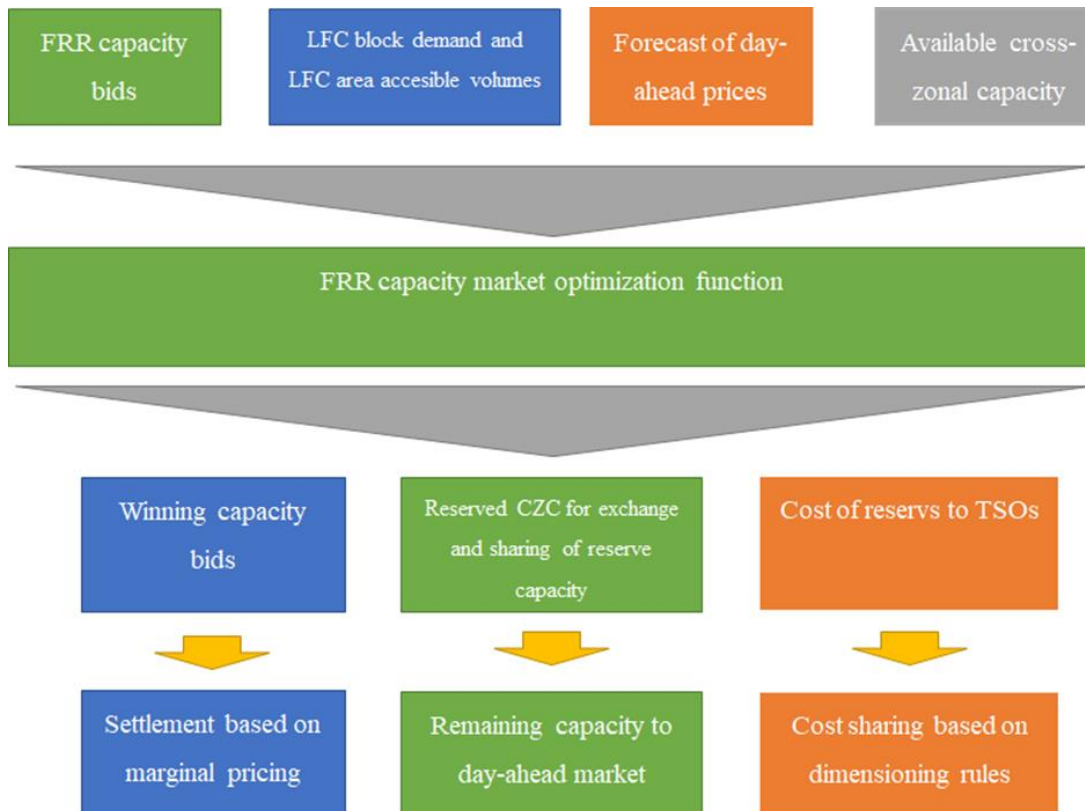 FRR capacity
bids
LFC block demand and
LFC area accesible volumes
Forecast of day-
ahead prices
Available cross-
zonal capacity
FRR capacity market optimization function
Winning capacity
bids
Reserved CZC for exchange
and sharing of reserve
capacity
Cost of reservs to TSOs
Settlement based on
marginal pricing
Remaining capacity to
day-ahead market
Cost sharing based on
dimensioning rules